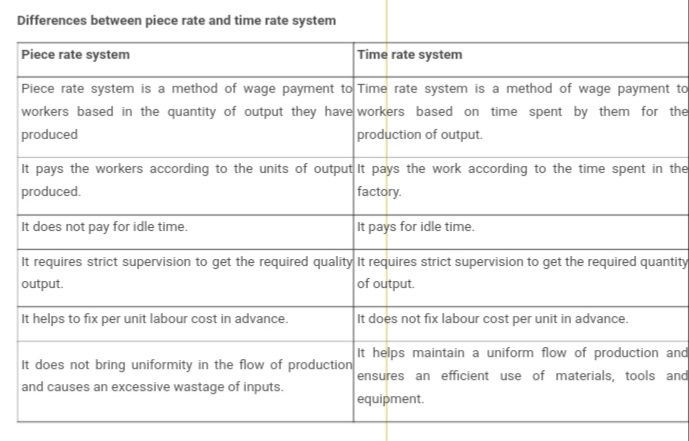 Differences between piece rate and time rate system
Piece rate system
Time rate system
Piece rate system is a method of wage payment to
workers based in the quantity of output they have
produced
Time rate system is a method of wage payment to
workers based on time spent by them for the
production of output.
It pays the workers according to the units of output
produced.
It pays the work according to the time spent in the
factory.
It does not pay for idle time.
It pays for idle time.
It requires strict supervision to get the required quality
output.
It requires strict supervision to get the required quantity
of output.
It helps to fix per unit labour cost in advance.
It does not fix labour cost per unit in advance.
It does not bring uniformity in the flow of production
and causes an excessive wastage of inputs.
It helps maintain a uniform flow of production and
ensures an efficient use of materials, tools and
equipment.